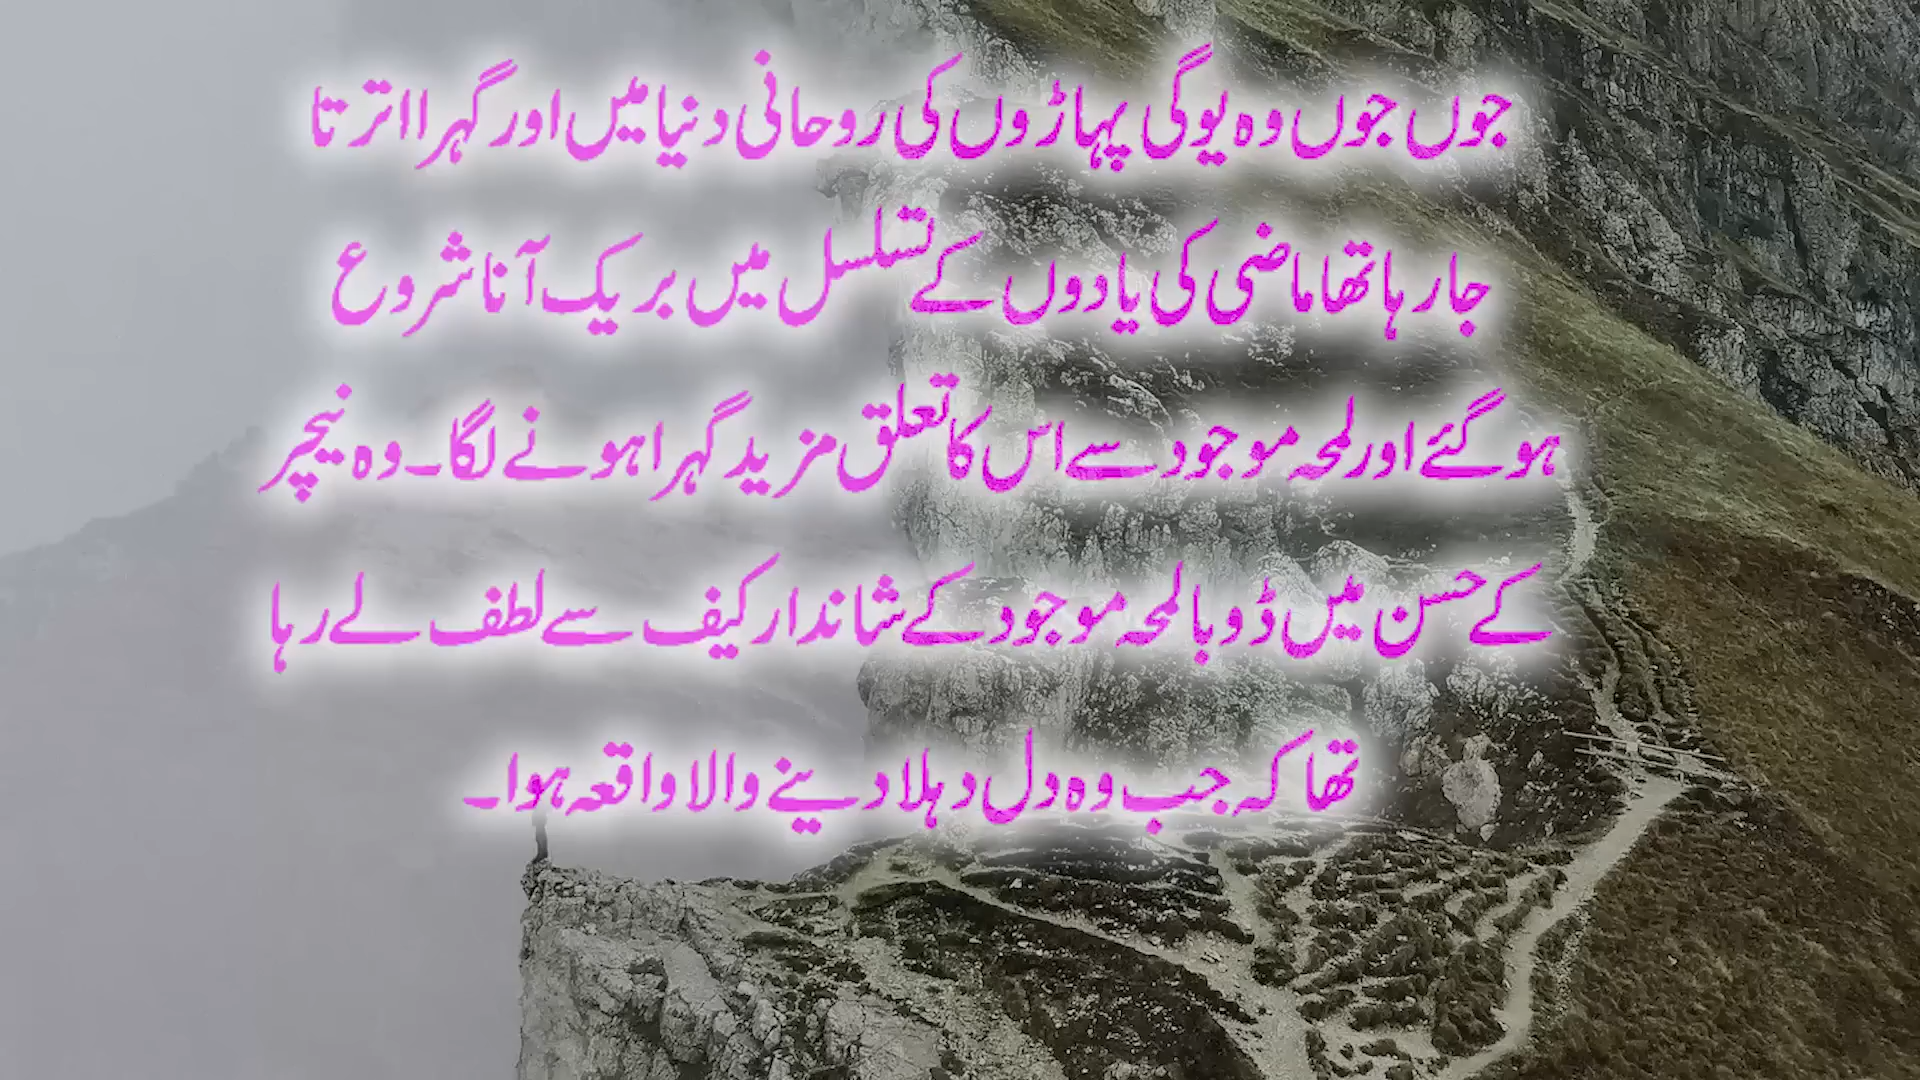 جوں جوں وہ یوگی پہاڑوں کی روحانی دنیا میں اور گہرا اترتا
جا رہا تھا ماضی کی یادوں کے تسلسل میں بریک آنا شروع
ہو گئے اور لمحہ موجود سے اس کا تعلق مزید گہرا ہونے لگا۔ وہ نیچر
کے حسن میں ڈوبا لمحہ موجود کے شاندار کیف سے لطف لے رہا
تھا کہ جب وہ دل دہلا دینے والا واقعہ ہوا۔